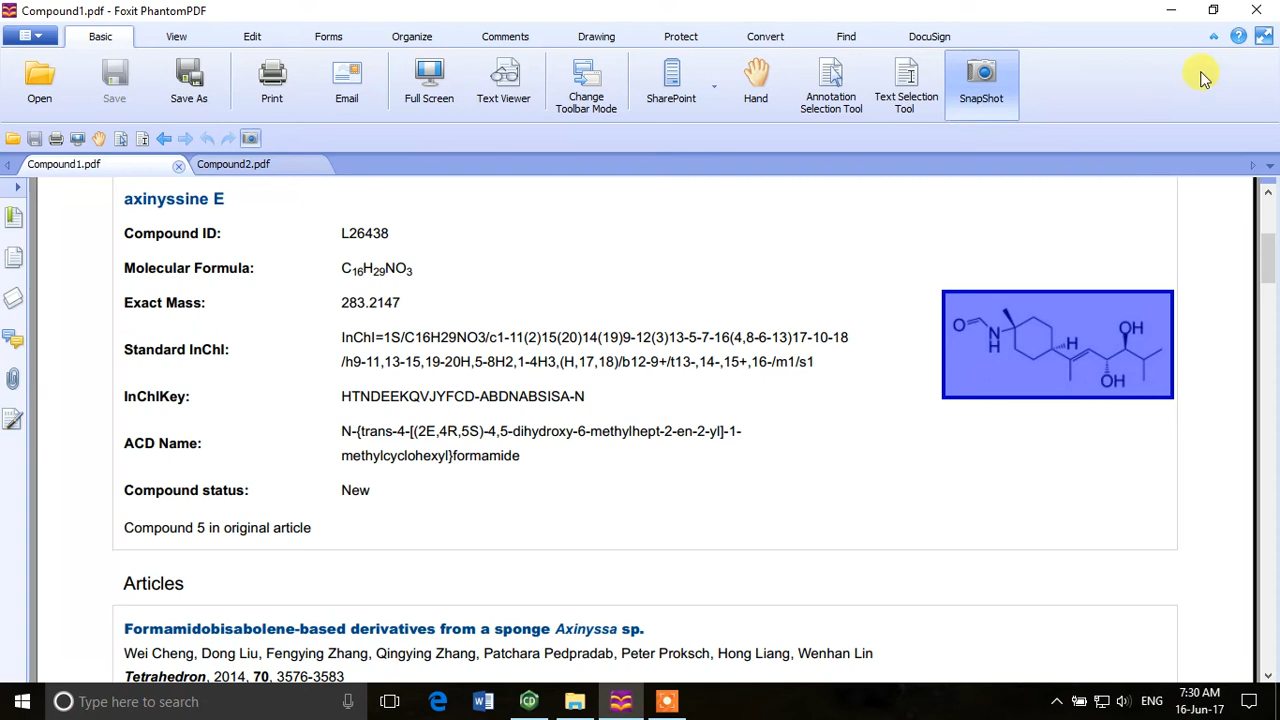 Compound1.pdf - Foxit PhantomPDF
Basic View Edit Forms Organize Comments Drawing Protect Convert Find DocuSign
Open Save Save As Print Email Full Screen Text Viewer Change Toolbar Mode SharePoint Hand Annotation Selection Tool Text Selection Tool SnapShot
Compound1.pdf Compound2.pdf
axinyssine E
Compound ID: L26438
Molecular Formula: C16H29NO3
Exact Mass: 283.2147
Standard InChI: InChI=1S/C16H29NO3/c1-11(2)15(20)14(19)9-12(3)13-5-7-16(4,8-6-13)17-10-18
/h9-11,13-15,19-20H,5-8H2,1-4H3,(H,17,18)/b12-9+/t13-,14-,15+,16-/m1/s1
InChIKey: HTNDEEKQVJYFCD-ABDNABSISA-N
ACD Name: N-{trans-4-[(2E,4R,5S)-4,5-dihydroxy-6-methylhept-2-en-2-yl]-1-
methylcyclohexyl}formamide
Compound status: New
Compound 5 in original article
O N H H OH OH
Articles
Formamidobisabolene-based derivatives from a sponge Axinyssa sp.
Wei Cheng, Dong Liu, Fengying Zhang, Qingying Zhang, Patchara Pedpradab, Peter Proksch, Hong Liang, Wenhan Lin
Tetrahedron, 2014, 70, 3576-3583
Type here to search
ENG
7:30 AM
16-Jun-17